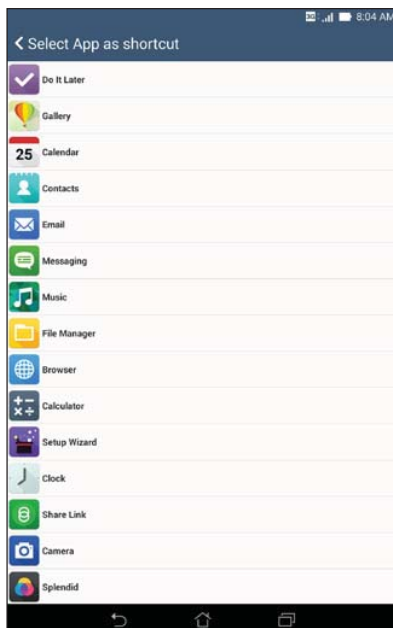 3G 8:04 AM
Select App as shortcut
Do It Later
Gallery
25 Calendar
Contacts
Email
Messaging
Music
File Manager
Browser
Calculator
Setup Wizard
Clock
Share Link
Camera
Splendid